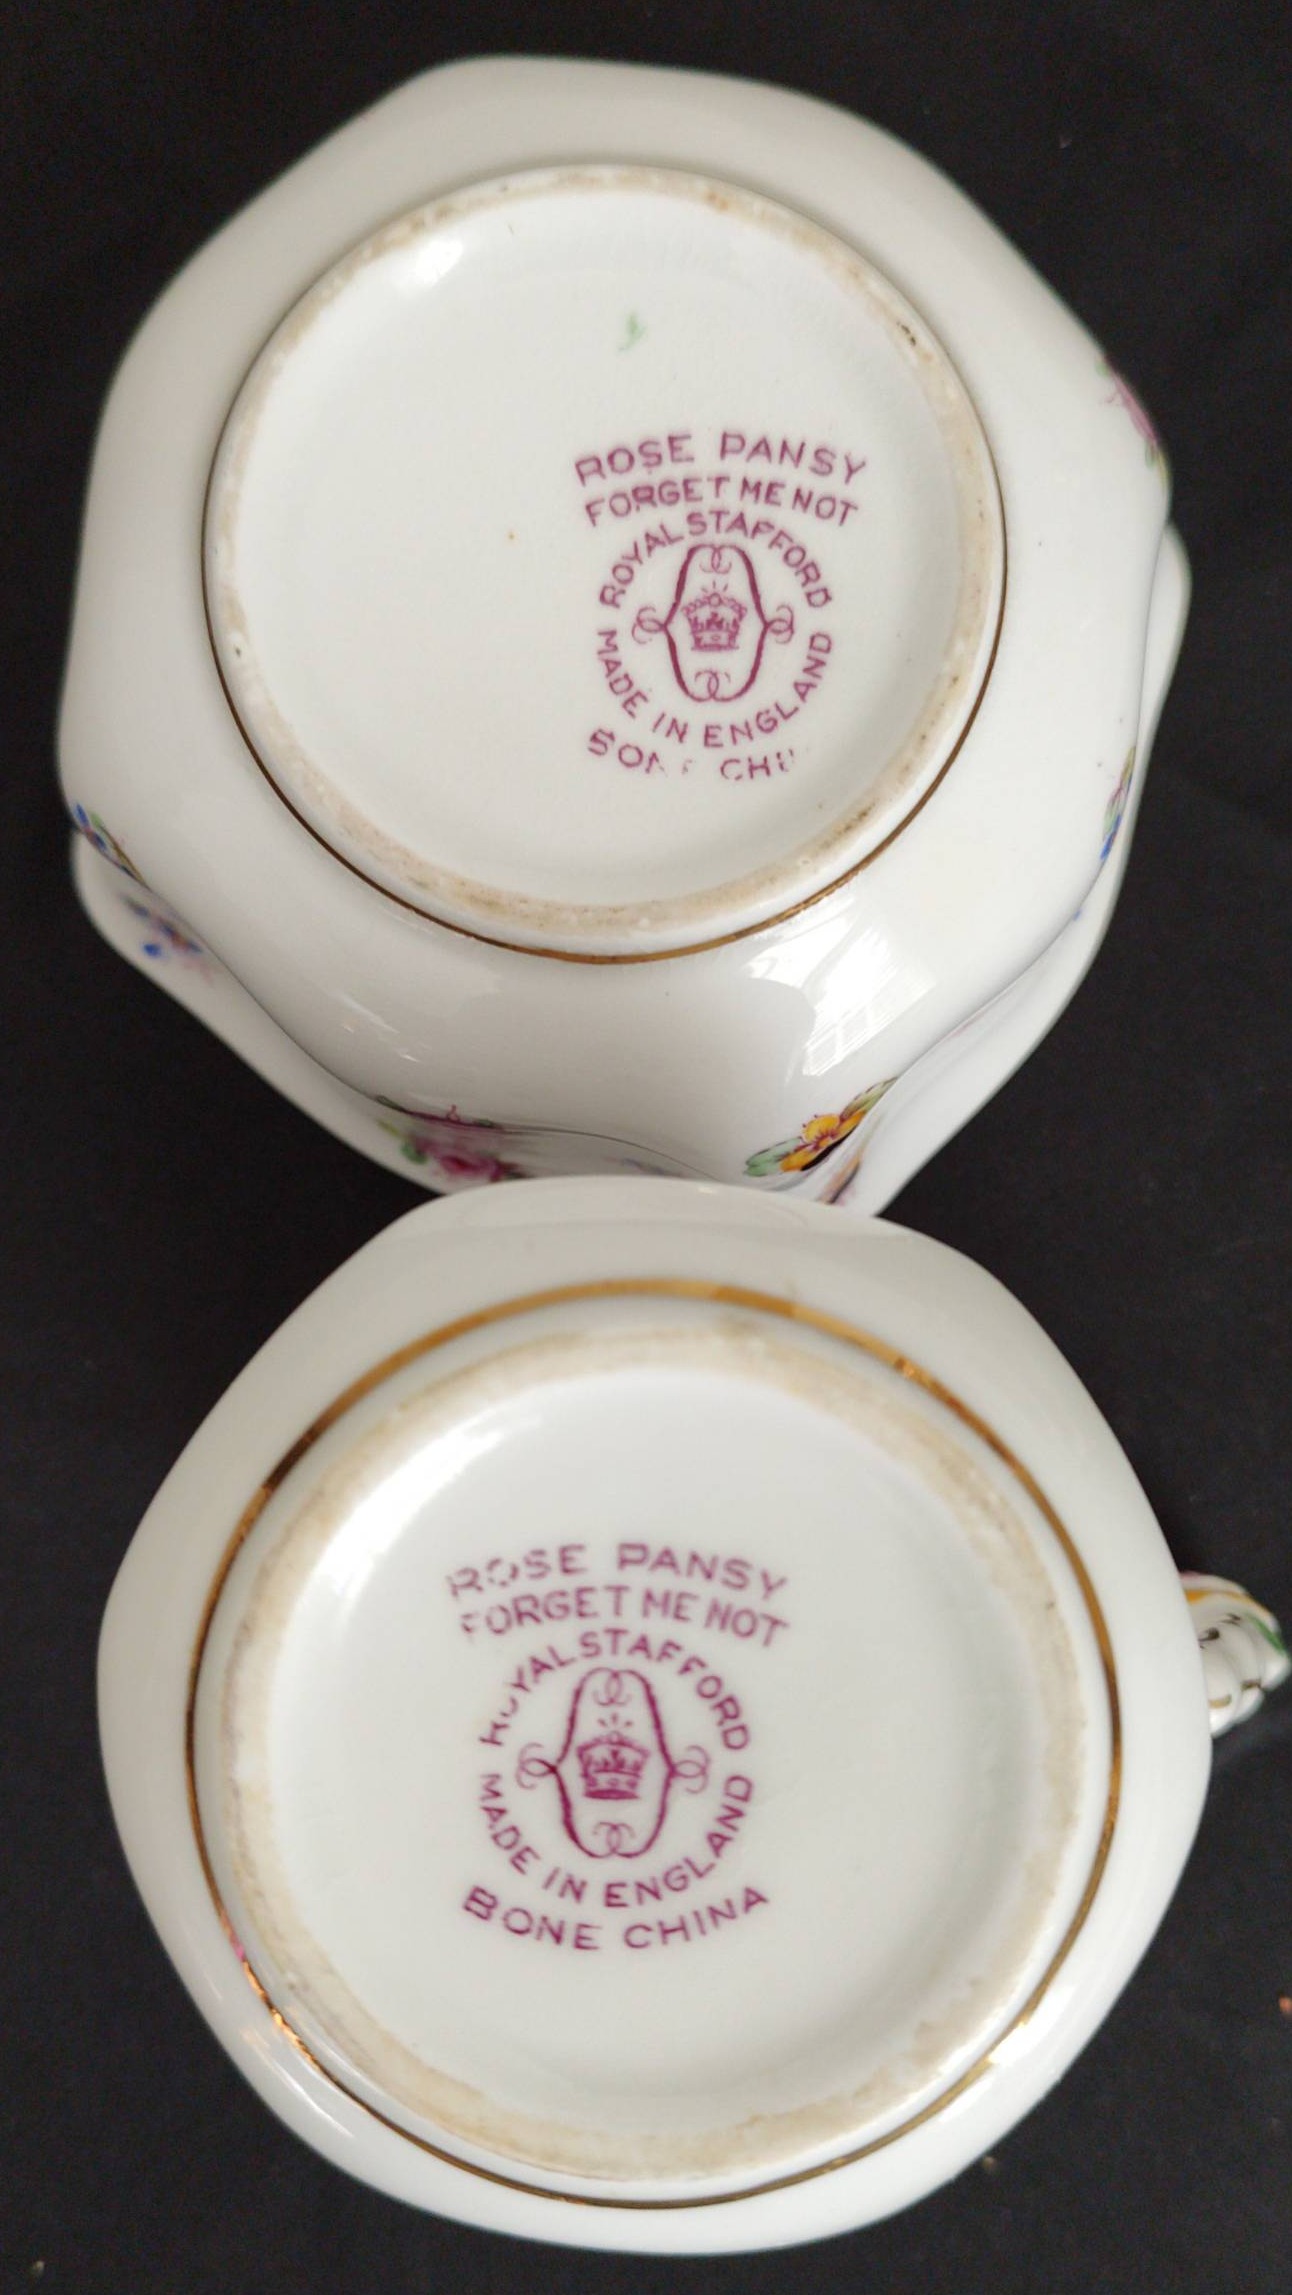 ROSE PANSY
FORGET ME NOT
ROYAL STAFFORD
MADE IN ENGLAND
ROSE PANSY
FORGET ME NOT
ROYAL STAFFORD
MADE IN ENGLAND
BONE CHINA